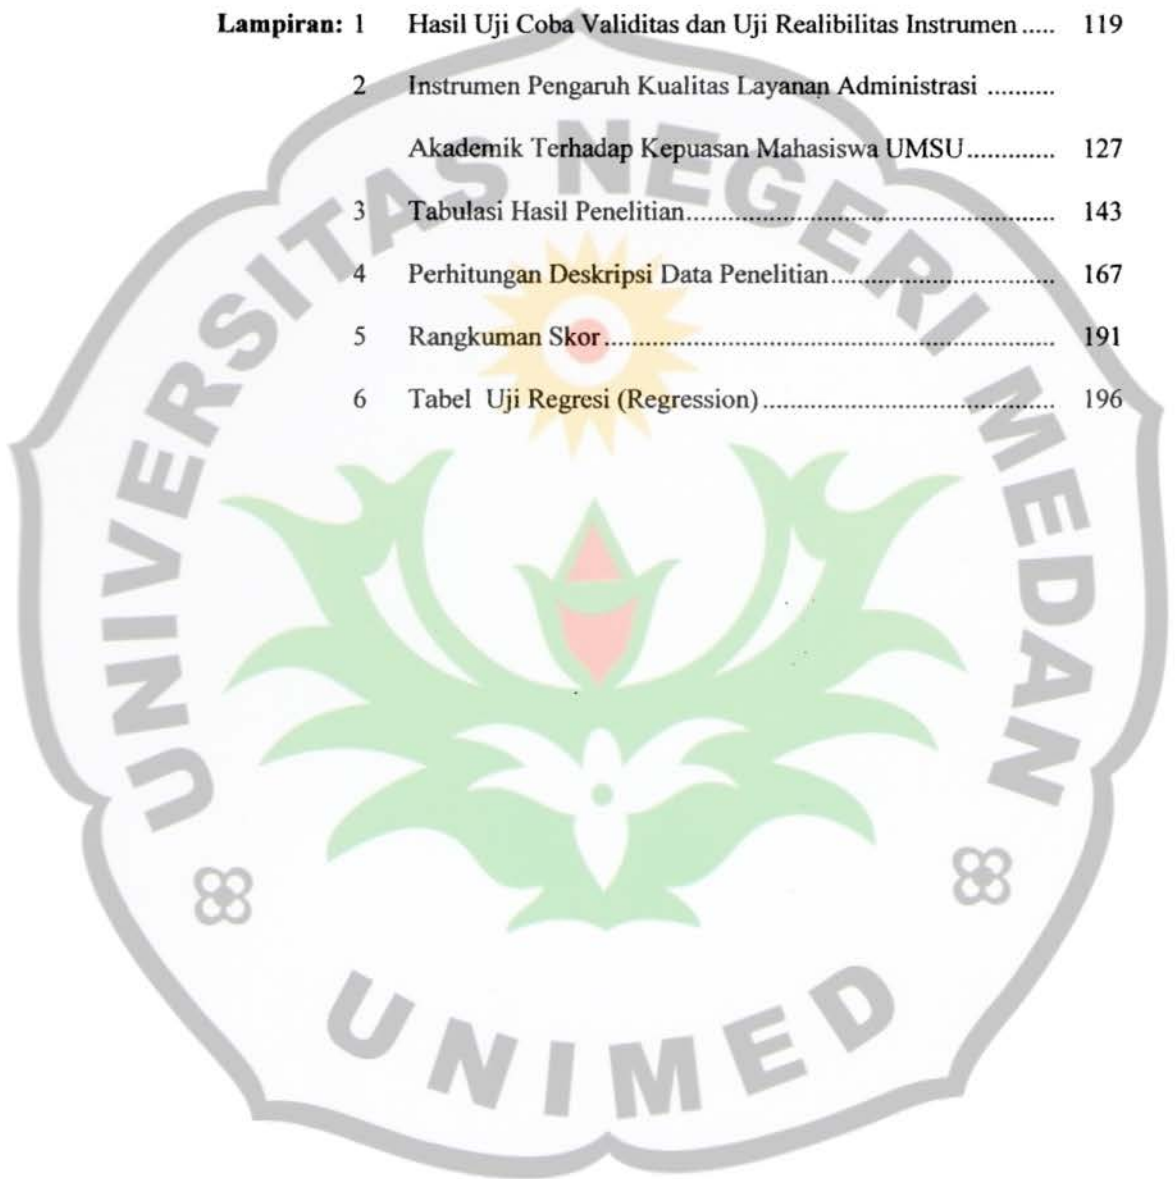 Lampiran: 1 Hasil Uji Coba Validitas dan Uji Realibilitas Instrumen ..... 119
2 Instrumen Pengaruh Kualitas Layanan Administrasi ..........
Akademik Terhadap Kepuasan Mahasiswa UMSU............. 127
3 Tabulasi Hasil Penelitian...................................................... 143
4 Perhitungan Deskripsi Data Penelitian................................. 167
5 Rangkuman Skor.................................................................. 191
6 Tabel Uji Regresi (Regression)........................................... 196
UNIVERSITAS NEGERI MEDAN
UNIMED